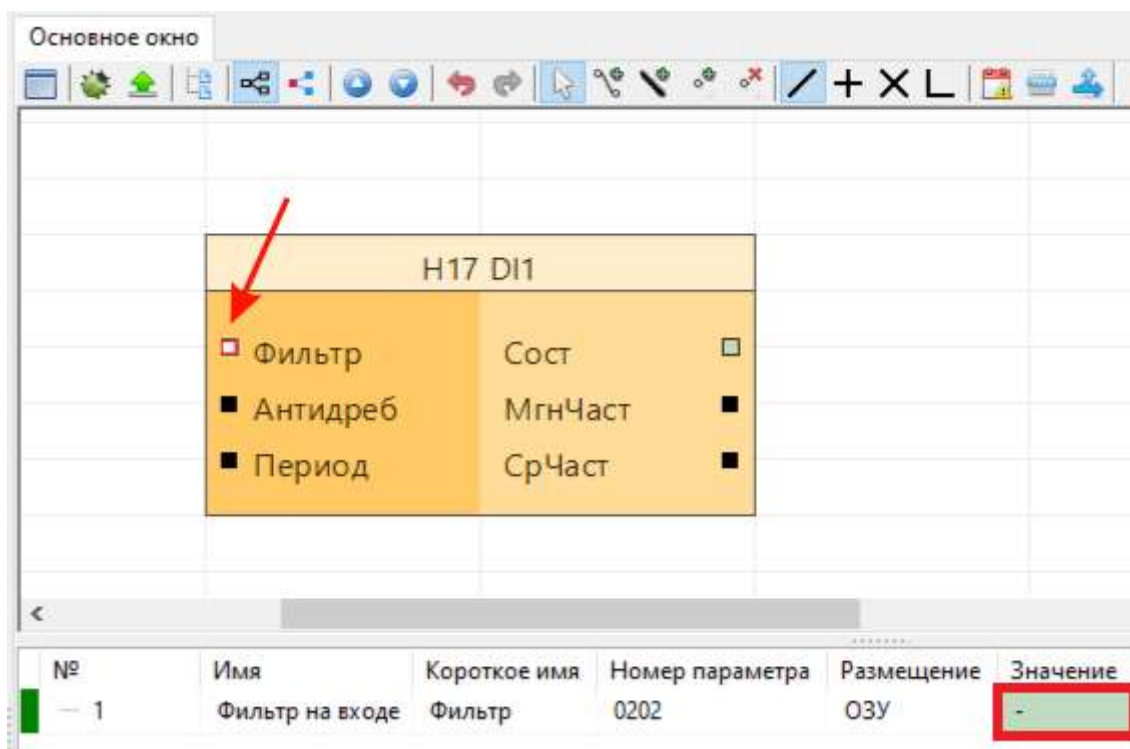 Основное окно
H17 DI1
Фильтр Сост
Антидреб МгнЧаст
Период СрЧаст
№ Имя Короткое имя Номер параметра Размещение Значение
1 Фильтр на входе Фильтр 0202 ОЗУ -